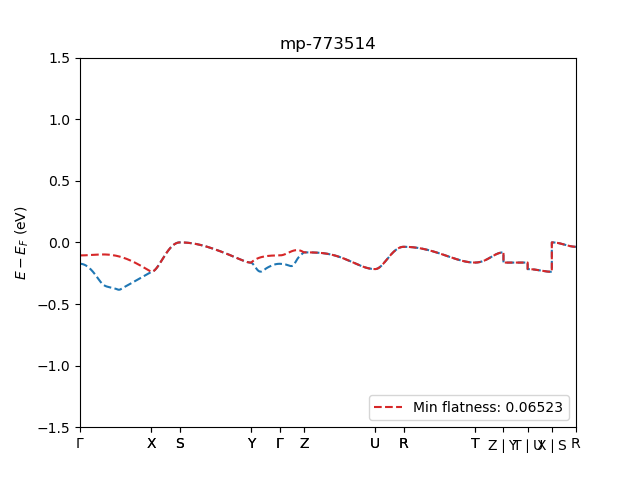 mp-773514
E − E_F (eV)
1.5
1.0
0.5
0.0
−0.5
−1.0
−1.5
Min flatness: 0.06523
Γ X S Y Γ Z U R T Z | Y T | U X | S R